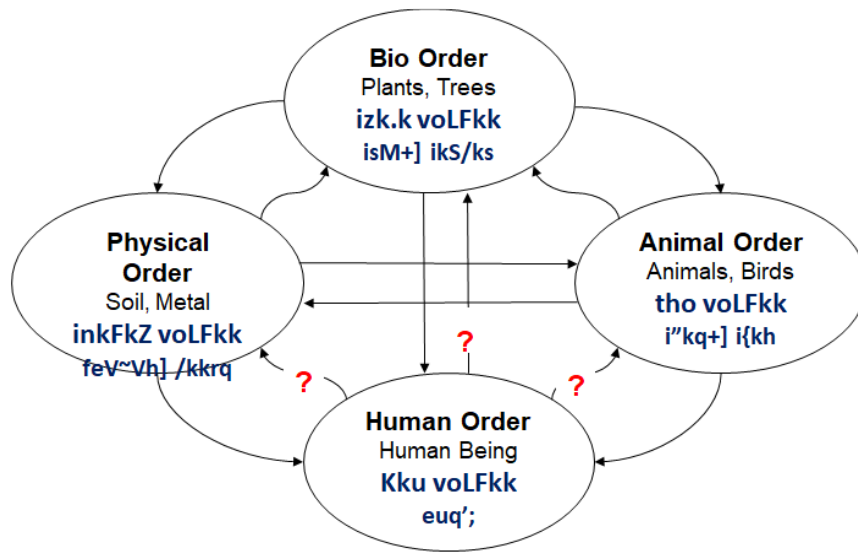 Bio Order
Plants, Trees
izk.k voLFkk
isM+] ikS/ks
Physical
Order
Soil, Metal
inkFkZ voLFkk
feV~Vh] /kkrq
Animal Order
Animals, Birds
tho voLFkk
i”kq+] i{kh
?
?
?
Human Order
Human Being
Kku voLFkk
euq’;